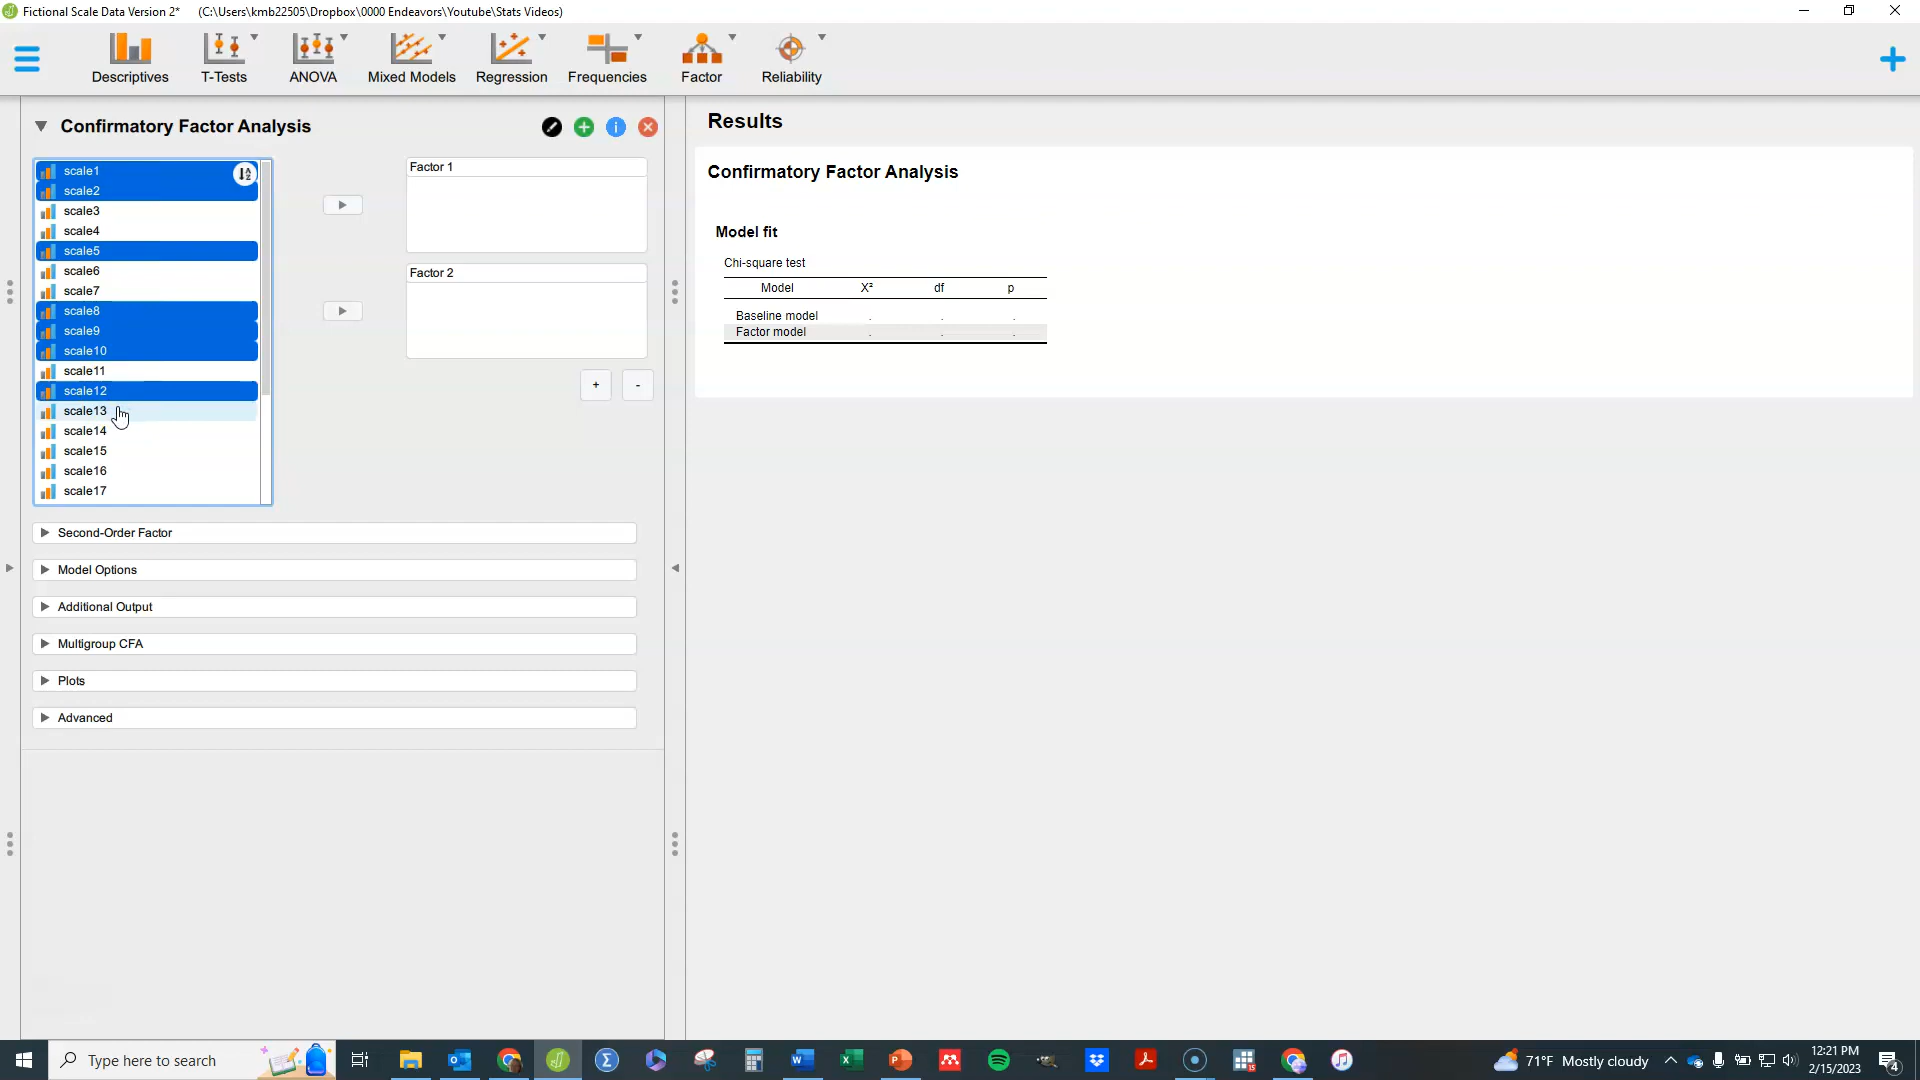 Fictional Scale Data Version 2* (C:\Users\kmb22505\Dropbox\0000 Endeavors\Youtube\Stats Videos)
Descriptives T-Tests ANOVA Mixed Models Regression Frequencies Factor Reliability
Confirmatory Factor Analysis
scale1
scale2
scale3
scale4
scale5
scale6
scale7
scale8
scale9
scale10
scale11
scale12
scale13
scale14
scale15
scale16
scale17
Factor 1
Factor 2
+ -
Second-Order Factor
Model Options
Additional Output
Multigroup CFA
Plots
Advanced
Results
Confirmatory Factor Analysis
Model fit
Chi-square test
Model X² df p
Baseline model . . .
Factor model . . .
Type here to search
71°F Mostly cloudy
12:21 PM
2/15/2023
4